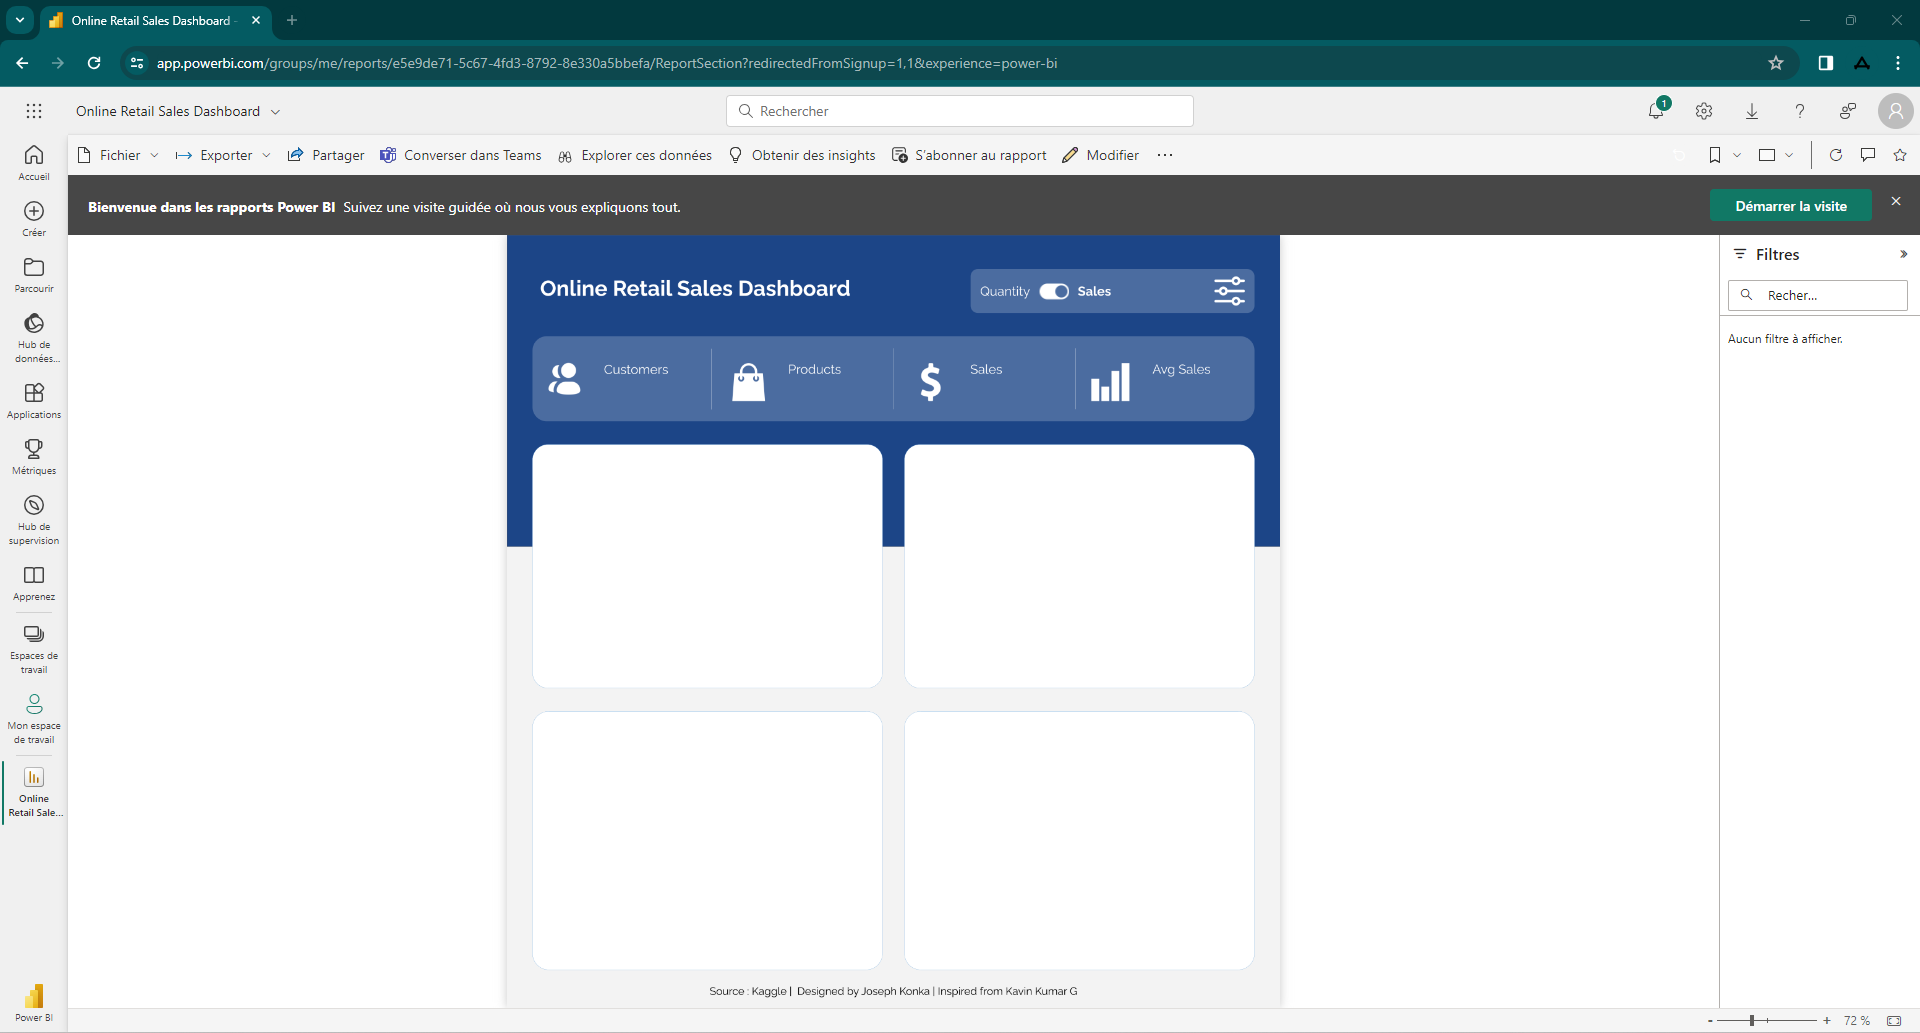 Online Retail Sales Dashboard -
app.powerbi.com/groups/me/reports/e5e9de71-5c67-4fd3-8792-8e330a5bbefa/ReportSection?redirectedFromSignup=1,1&experience=power-bi
Online Retail Sales Dashboard
Rechercher
1
Fichier
Exporter
Partager
Converser dans Teams
Explorer ces données
Obtenir des insights
S'abonner au rapport
Modifier
Accueil
Créer
Parcourir
Hub de
données...
Applications
Métriques
Hub de
supervision
Apprenez
Espaces de
travail
Mon espace
de travail
Online
Retail Sale...
Power BI
Bienvenue dans les rapports Power BI Suivez une visite guidée où nous vous expliquons tout.
Démarrer la visite
Online Retail Sales Dashboard
Quantity
Sales
Customers
Products
Sales
Avg Sales
Source : Kaggle | Designed by Joseph Konka | Inspired from Kavin Kumar G
Filtres
Recher...
Aucun filtre à afficher.
- + 72 %